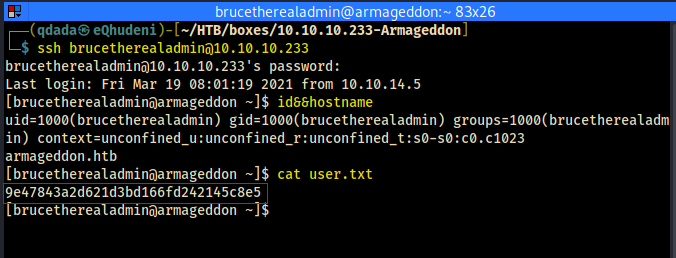 brucetherealadmin@armageddon:~ 83x26
(qdada㉿eQhudeni)-[~/HTB/boxes/10.10.10.233-Armageddon]
$ ssh brucetherealadmin@10.10.10.233
brucetherealadmin@10.10.10.233's password:
Last login: Fri Mar 19 08:01:19 2021 from 10.10.14.5
[brucetherealadmin@armageddon ~]$ id&&hostname
uid=1000(brucetherealadmin) gid=1000(brucetherealadmin) groups=1000(brucetherealadm
in) context=unconfined_u:unconfined_r:unconfined_t:s0-s0:c0.c1023
armageddon.htb
[brucetherealadmin@armageddon ~]$ cat user.txt
9e47843a2d621d3bd166fd242145c8e5
[brucetherealadmin@armageddon ~]$